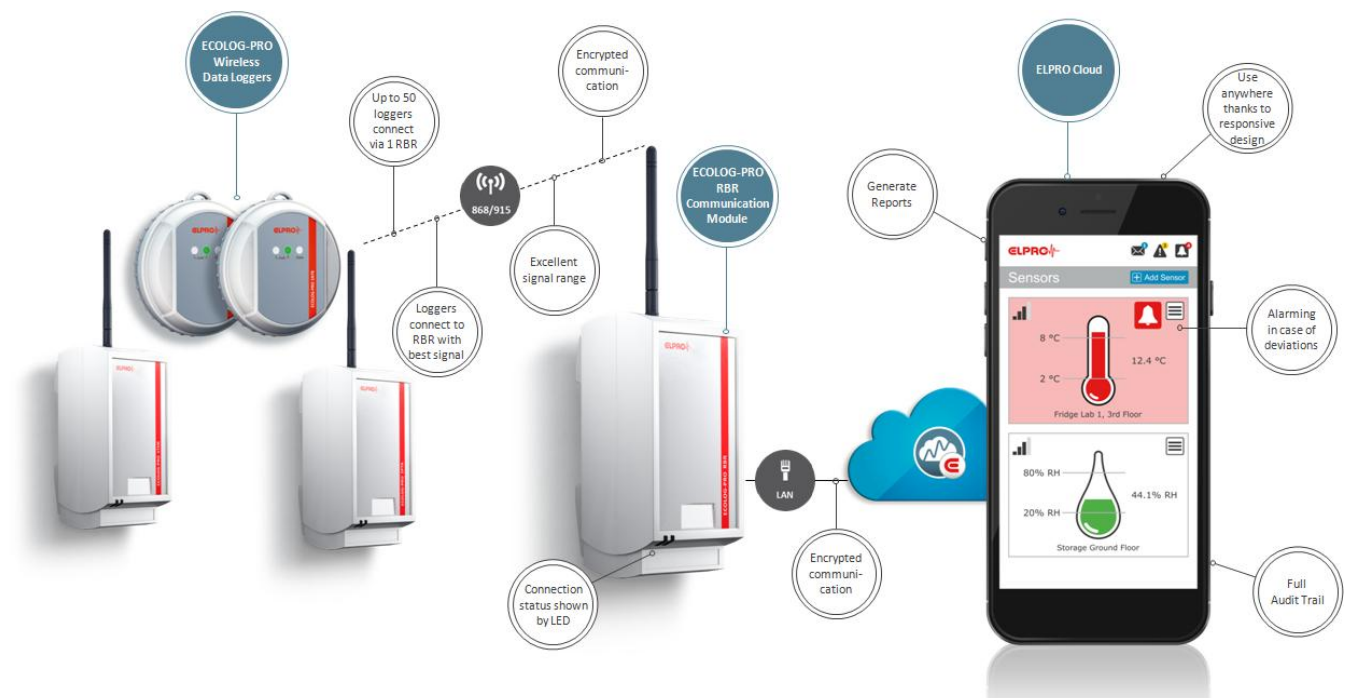 ECOLOG-PRO
Wireless
Data Loggers
Up to 50
loggers
connect
via 1 RBR
Encrypted
communi-
cation
868/915
Loggers
connect to
RBR with
best signal
Excellent
signal range
ECOLOG-PRO
RBR
Communication
Module
ELPRO
ELPRO
ELPRO
ELPRO
ELPRO
ECOLOG-PRO RBR
Connection
status shown
by LED
LAN
Encrypted
communi-
cation
ELPRO Cloud
Use
anywhere
thanks to
responsive
design
Generate
Reports
ELPRO
Sensors
+ Add Sensor
8 °C
12.4 °C
2 °C
Fridge Lab 1, 3rd Floor
Alarming
in case of
deviations
80% RH
44.1% RH
20% RH
Storage Ground Floor
Full
Audit Trail